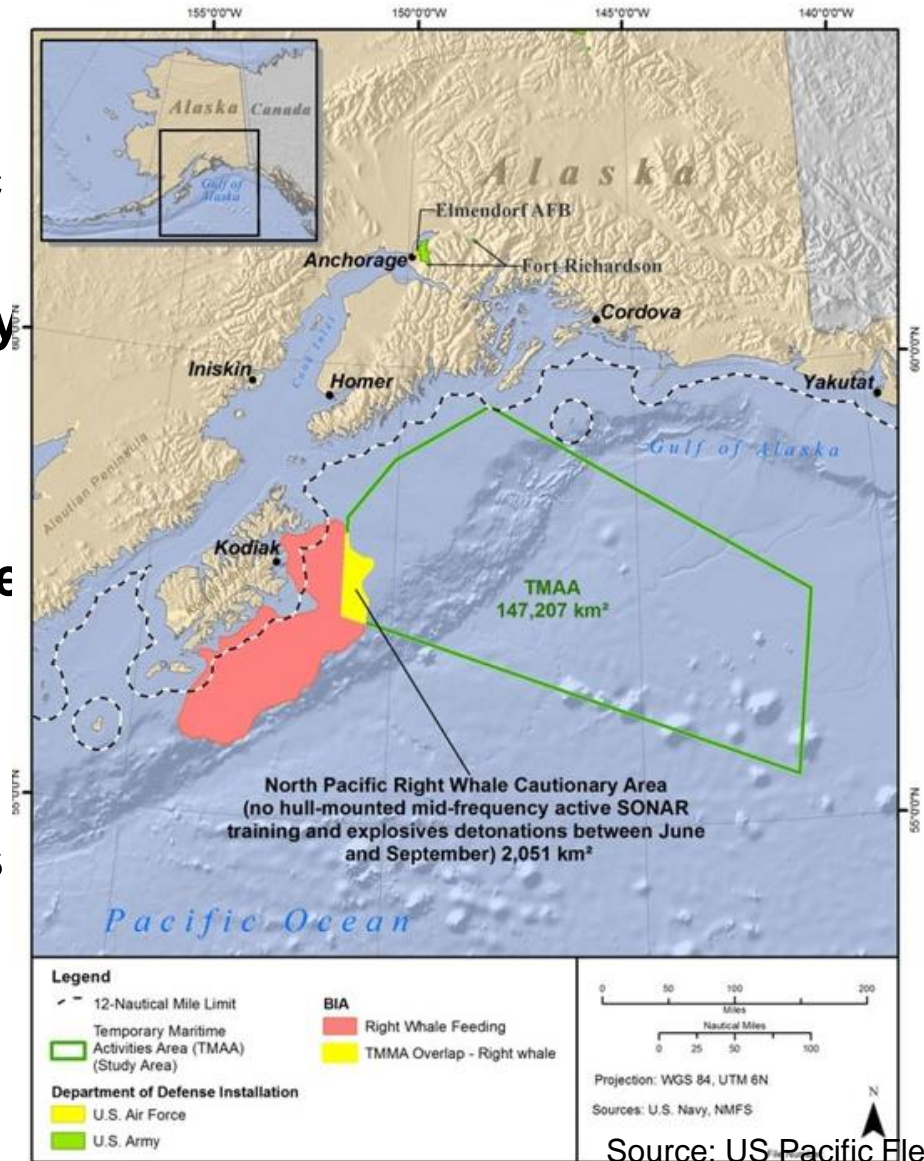 155°0'0"W 150°0'0"W 145°0'0"W 140°0'0"W
Alaska Canada
Gulf of
Alaska
Alaska
Elmendorf AFB
Anchorage
Fort Richardson
Cordova
60°0'0"N
60°0'0"N
Cook Inlet
Iniskin
Homer
Yakutat
Gulf of Alaska
Aleutian Peninsula
Kodiak
TMAA
147,207 km²
North Pacific Right Whale Cautionary Area
(no hull-mounted mid-frequency active SONAR
training and explosives detonations between June
and September) 2,051 km²
55°0'0"N
55°0'0"N
Pacific Ocean
Legend
12-Nautical Mile Limit
Temporary Maritime
Activities Area (TMAA)
(Study Area)
Department of Defense Installation
U.S. Air Force
U.S. Army
BIA
Right Whale Feeding
TMMA Overlap - Right whale
0 50 100 200
Miles
Nautical Miles
0 25 50 100
Projection: WGS 84, UTM 6N
Sources: U.S. Navy, NMFS
N
Source: US Pacific Fle